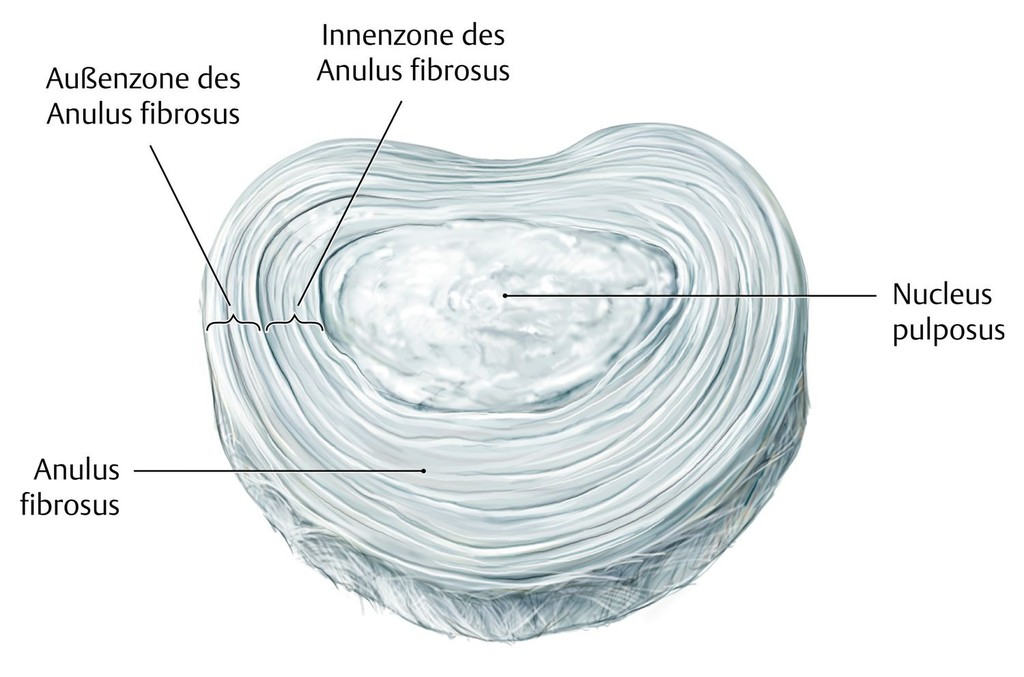 Innenzone des
Anulus fibrosus
Außenzone des
Anulus fibrosus
Nucleus
pulposus
Anulus
fibrosus